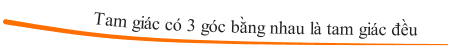 Tam giác có 3 góc bằng nhau là tam giác đều